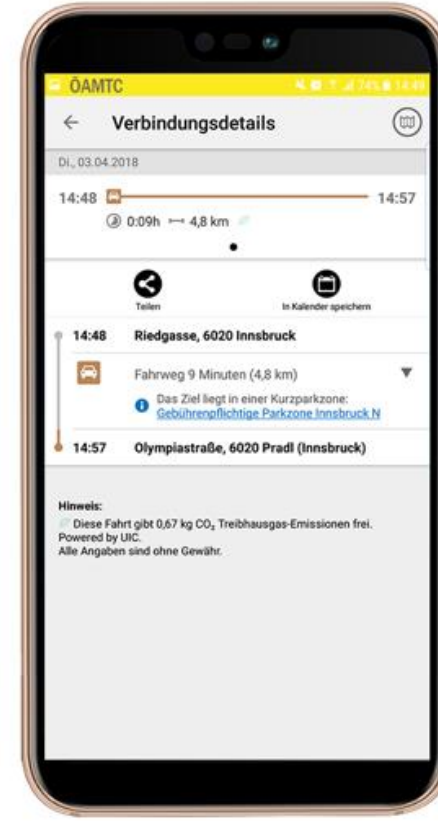 ÖAMTC
74% 14:49
Verbindungsdetails
Di., 03.04.2018
14:48 14:57
0:09h 4,8 km
Teilen In Kalender speichern
14:48 Riedgasse, 6020 Innsbruck
Fahrweg 9 Minuten (4,8 km)
Das Ziel liegt in einer Kurzparkzone:
Gebührenpflichtige Parkzone Innsbruck N
14:57 Olympiastraße, 6020 Pradl (Innsbruck)
Hinweis:
Diese Fahrt gibt 0,67 kg CO₂ Treibhausgas-Emissionen frei.
Powered by UIC.
Alle Angaben sind ohne Gewähr.